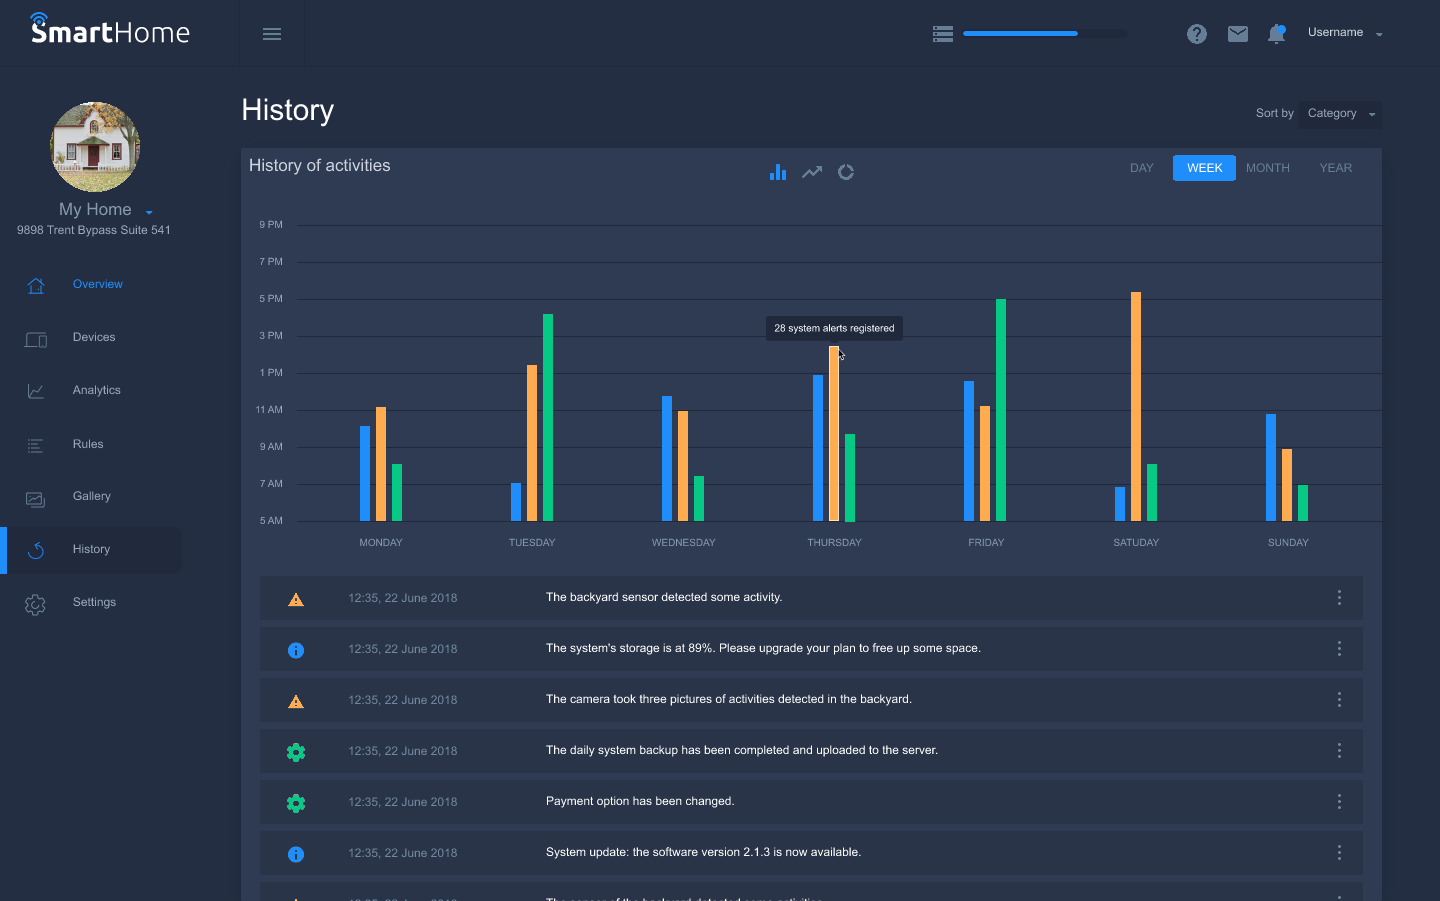 SmartHome
Username
My Home
9898 Trent Bypass Suite 541
Overview
Devices
Analytics
Rules
Gallery
History
Settings
History
Sort by Category
History of activities
DAY WEEK MONTH YEAR
9 PM
7 PM
5 PM
3 PM
1 PM
11 AM
9 AM
7 AM
5 AM
28 system alerts registered
MONDAY TUESDAY WEDNESDAY THURSDAY FRIDAY SATUDAY SUNDAY
12:35, 22 June 2018 The backyard sensor detected some activity.
12:35, 22 June 2018 The system's storage is at 89%. Please upgrade your plan to free up some space.
12:35, 22 June 2018 The camera took three pictures of activities detected in the backyard.
12:35, 22 June 2018 The daily system backup has been completed and uploaded to the server.
12:35, 22 June 2018 Payment option has been changed.
12:35, 22 June 2018 System update: the software version 2.1.3 is now available.